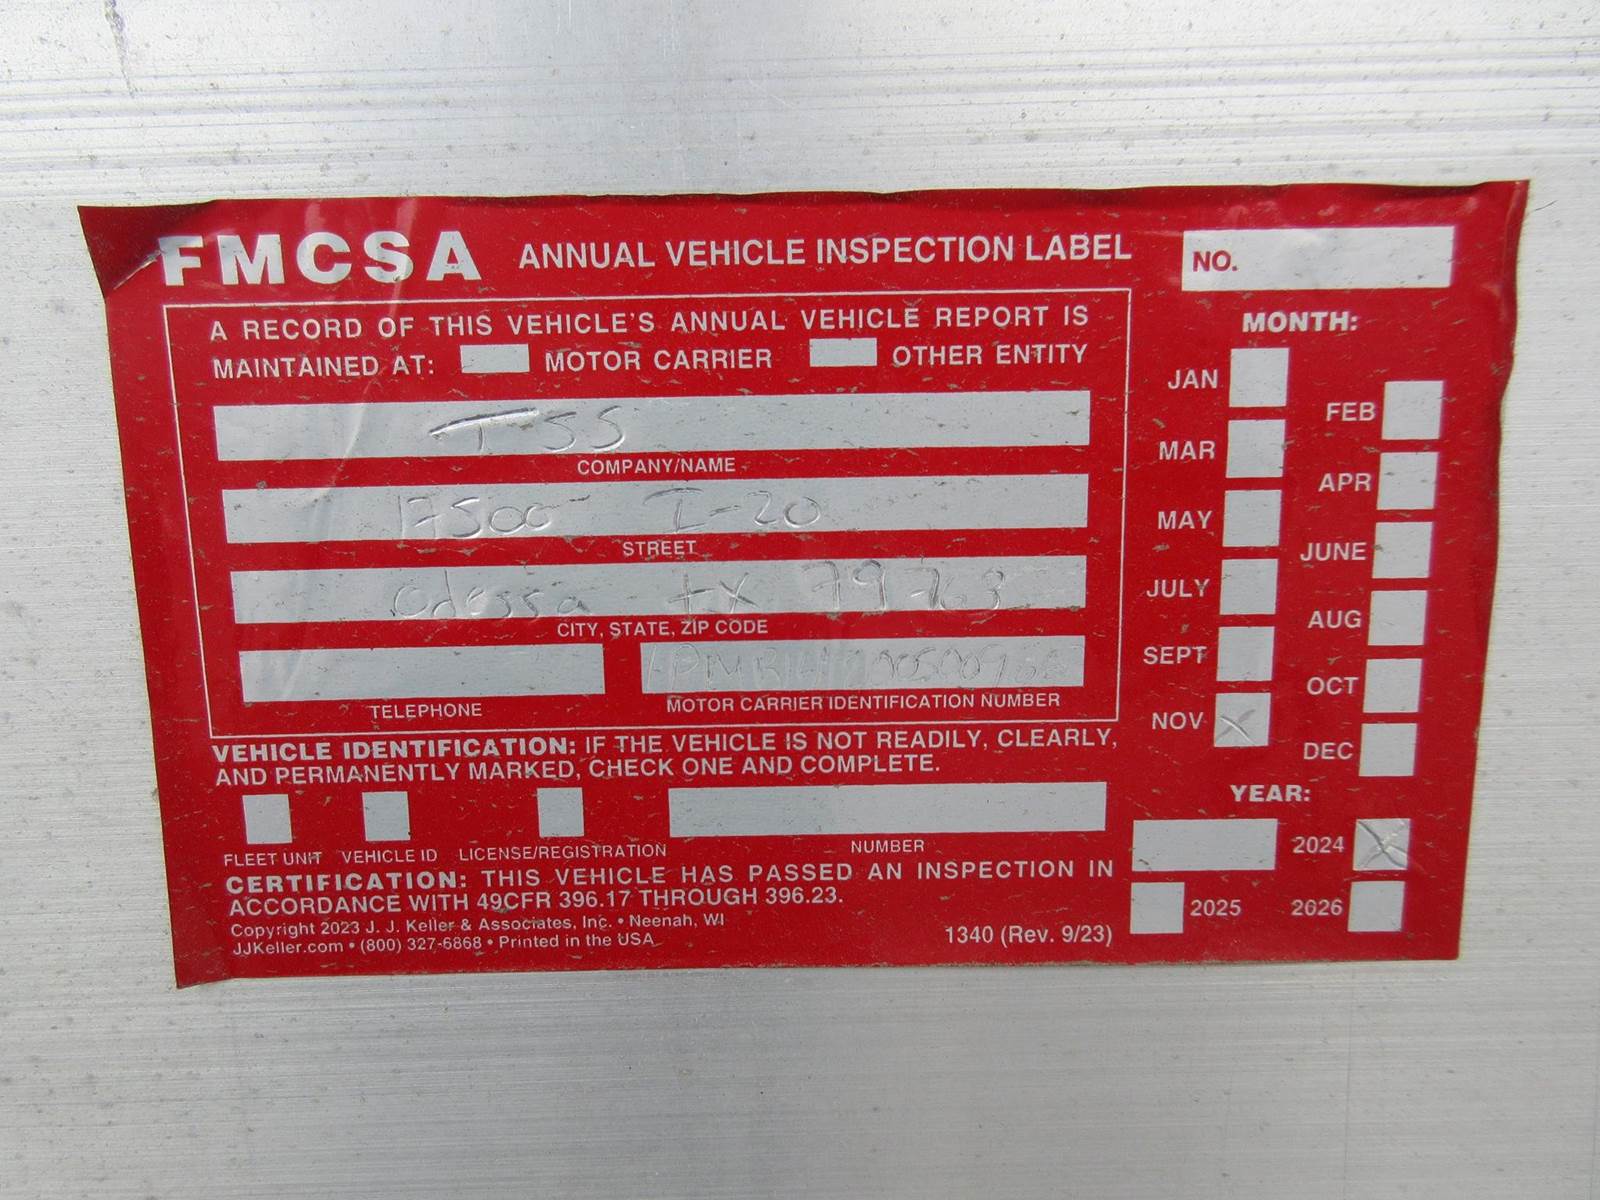 FMCSA ANNUAL VEHICLE INSPECTION LABEL
NO.
A RECORD OF THIS VEHICLE'S ANNUAL VEHICLE REPORT IS
MAINTAINED AT: MOTOR CARRIER OTHER ENTITY
TSS
COMPANY/NAME
17500 I-20
STREET
Odessa tx 79763
CITY, STATE, ZIP CODE
TELEPHONE
MOTOR CARRIER IDENTIFICATION NUMBER
VEHICLE IDENTIFICATION: IF THE VEHICLE IS NOT READILY, CLEARLY,
AND PERMANENTLY MARKED, CHECK ONE AND COMPLETE.
FLEET UNIT VEHICLE ID LICENSE/REGISTRATION NUMBER
CERTIFICATION: THIS VEHICLE HAS PASSED AN INSPECTION IN
ACCORDANCE WITH 49CFR 396.17 THROUGH 396.23.
Copyright 2023 J. J. Keller & Associates, Inc. • Neenah, WI
JJKeller.com • (800) 327-6868 • Printed in the USA
1340 (Rev. 9/23)
MONTH:
JAN
FEB
MAR
APR
MAY
JUNE
JULY
AUG
SEPT
OCT
NOV X
DEC
YEAR:
2024 X
2025 2026